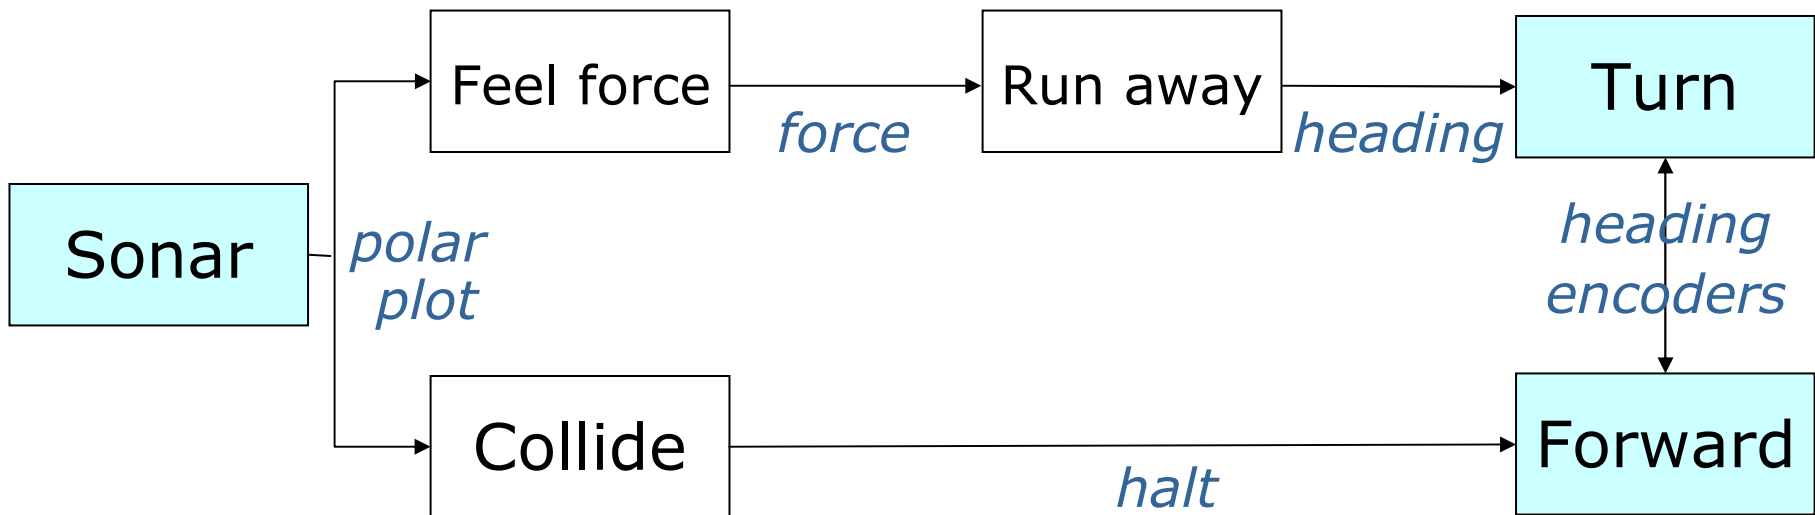 Feel force
force
Run away
heading
Turn
Sonar
polar
plot
heading
encoders
Collide
halt
Forward